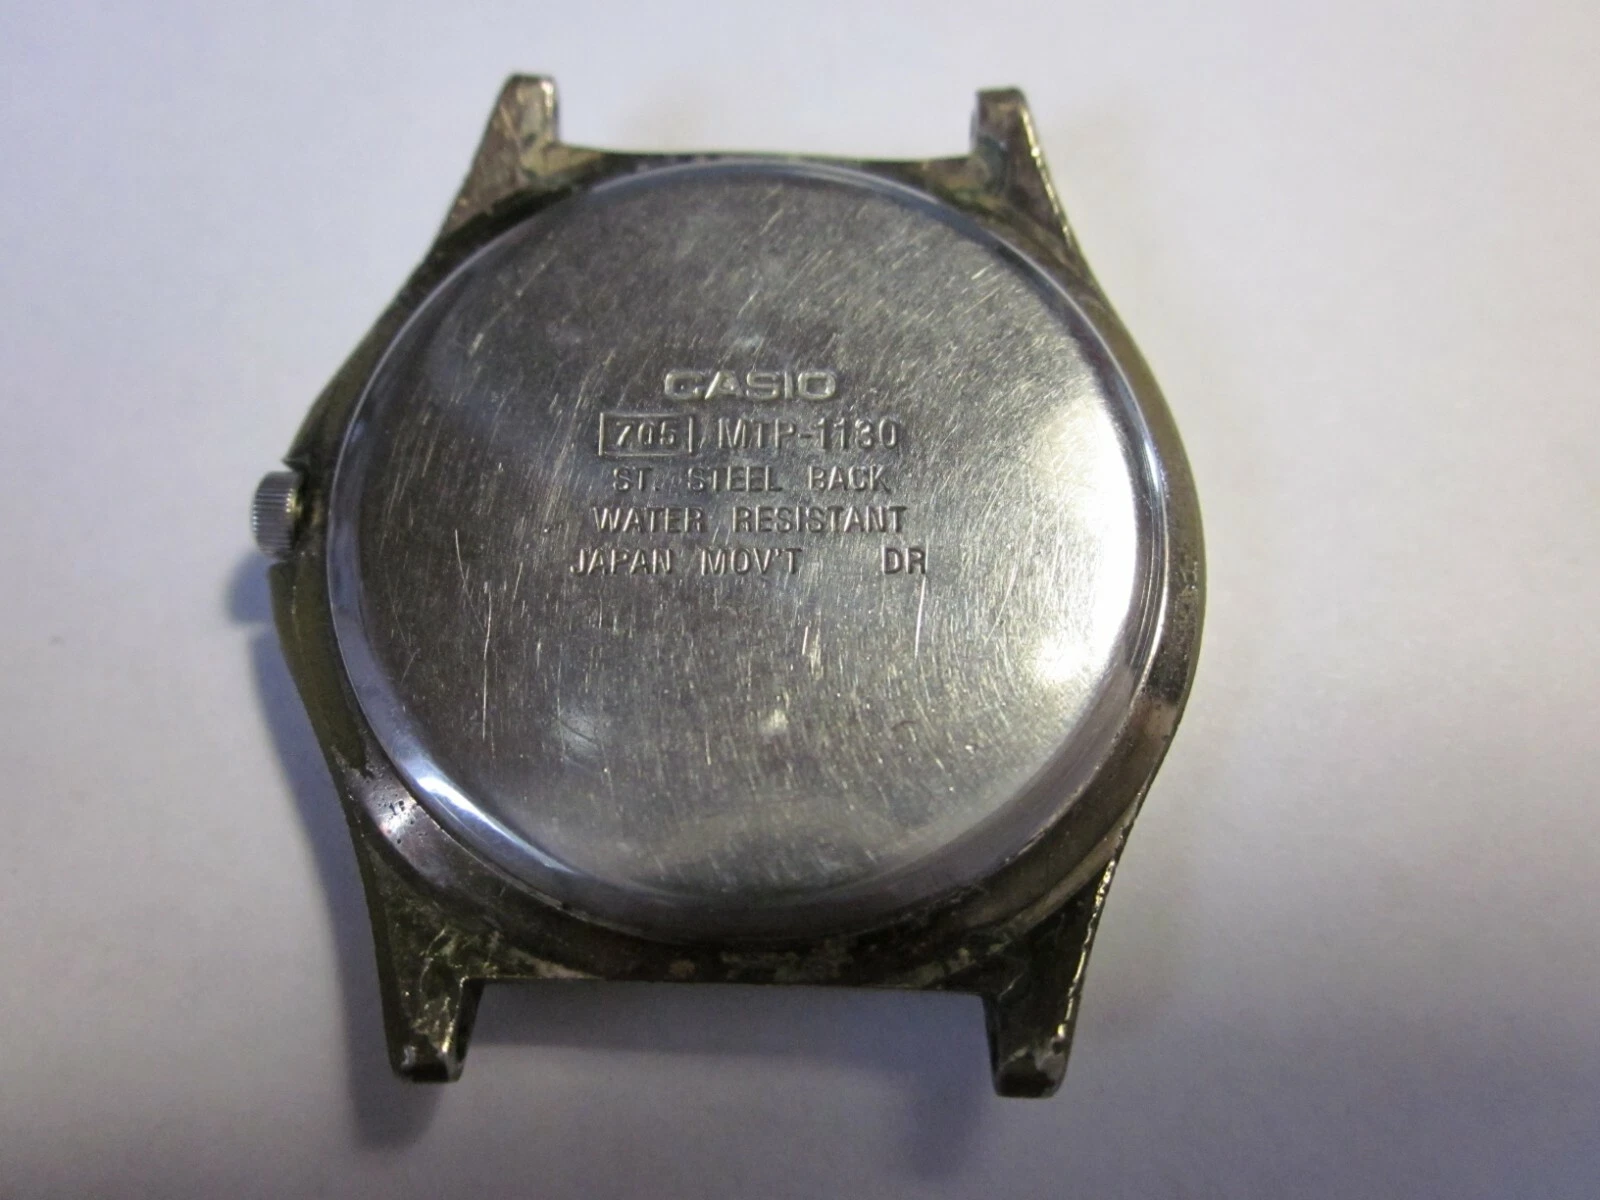 CASIO
705 MTP-1130
ST. STEEL BACK
WATER RESISTANT
JAPAN MOV'T DR